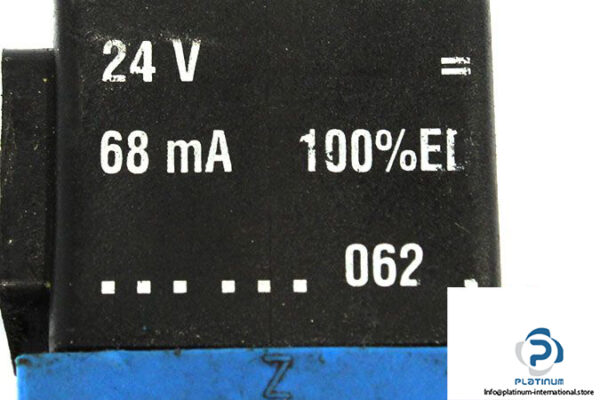 24 V ⎓
68 mA 100%ED
...... 062 .
Z
PLATINUM
Info@platinum-international.store